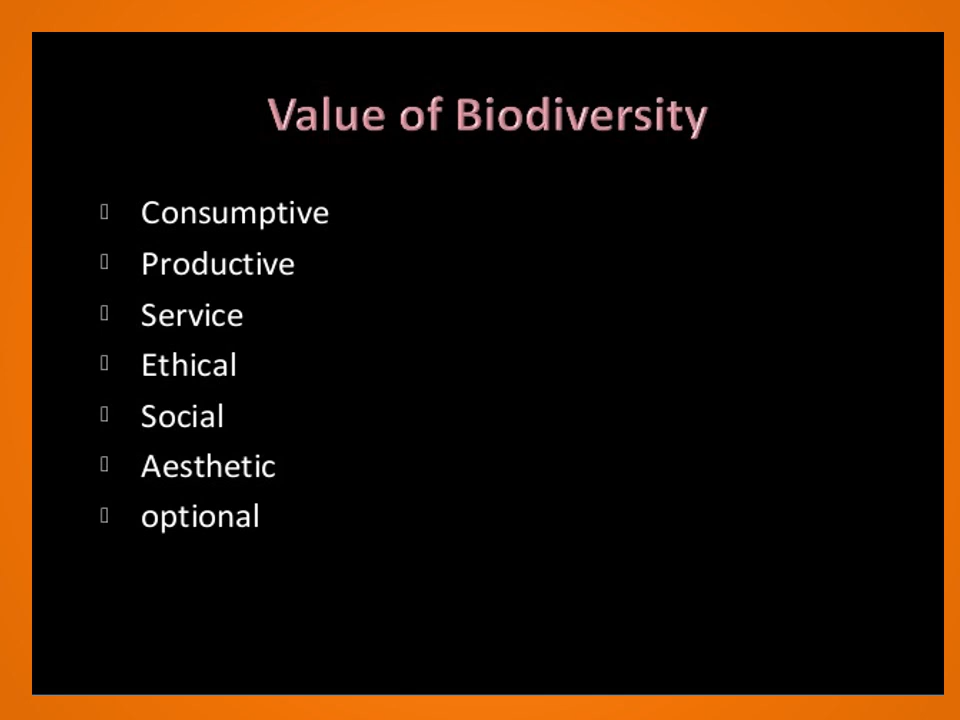 Value of Biodiversity
Consumptive
Productive
Service
Ethical
Social
Aesthetic
optional